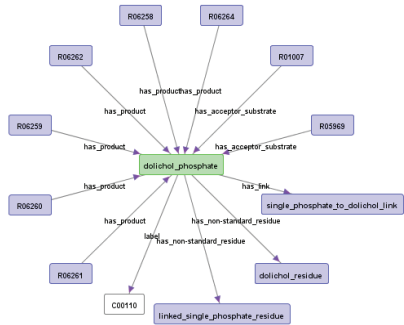 R06258
R06264
R06262
R01007
has_product
has_product
has_product
has_acceptor_substrate
R06259
R05969
has_product
has_acceptor_substrate
dolichol_phosphate
has_product
has_link
R06260
single_phosphate_to_dolichol_link
has_product
has_non-standard_residue
label
has_non-standard_residue
R06261
dolichol_residue
C00110
linked_single_phosphate_residue